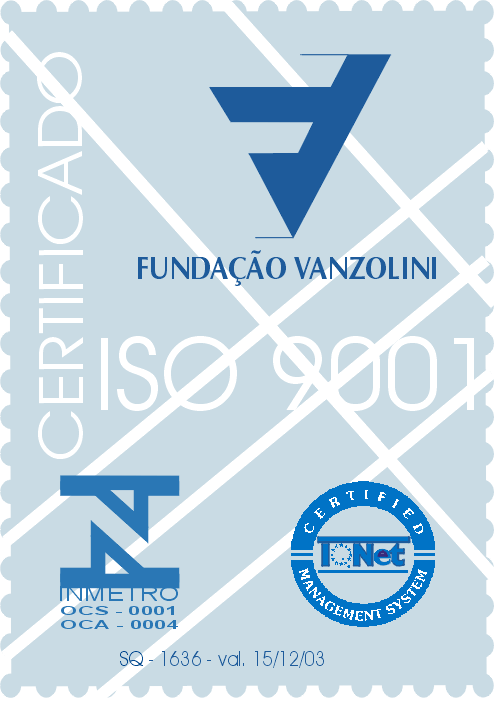 CERTIFICADO
FUNDAÇÃO VANZOLINI
ISO 9001
INMETRO
OCS - 0001
OCA - 0004
CERTIFIED
IQNet
MANAGEMENT SYSTEM
SQ - 1636 - val. 15/12/03